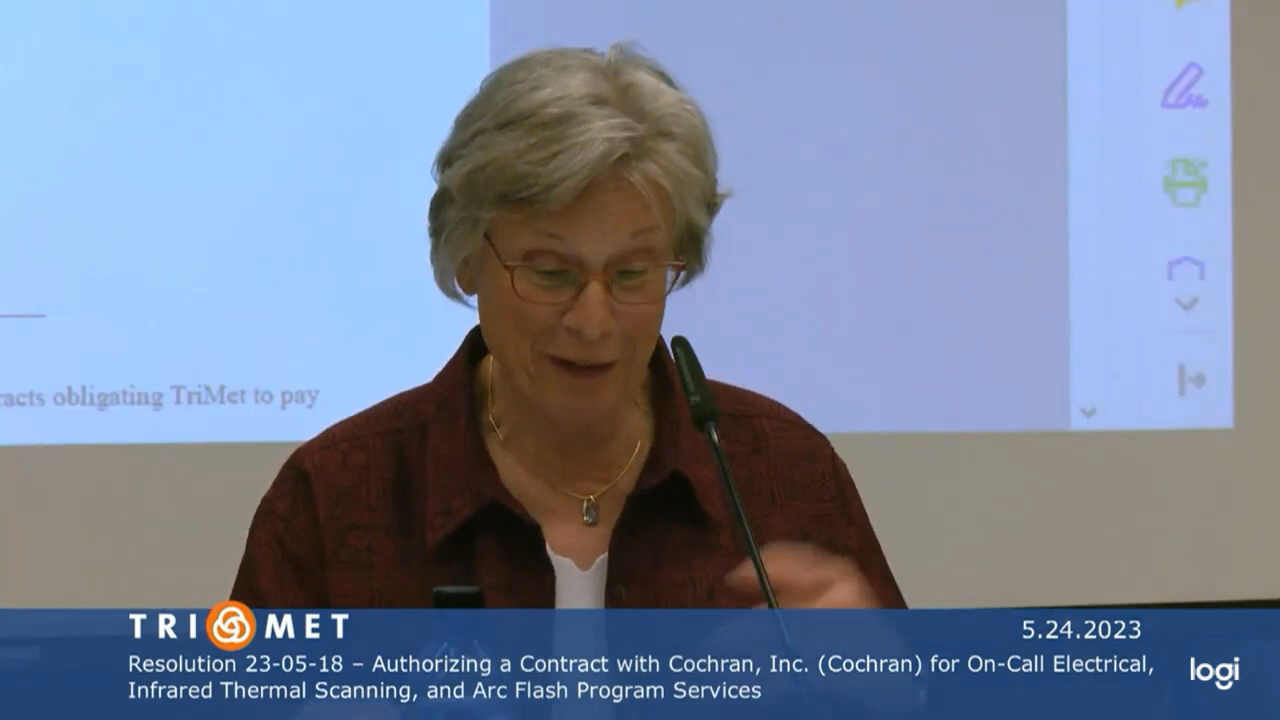 acts obligating TriMet to pay
TRI MET
5.24.2023
Resolution 23-05-18 – Authorizing a Contract with Cochran, Inc. (Cochran) for On-Call Electrical,
Infrared Thermal Scanning, and Arc Flash Program Services
logi